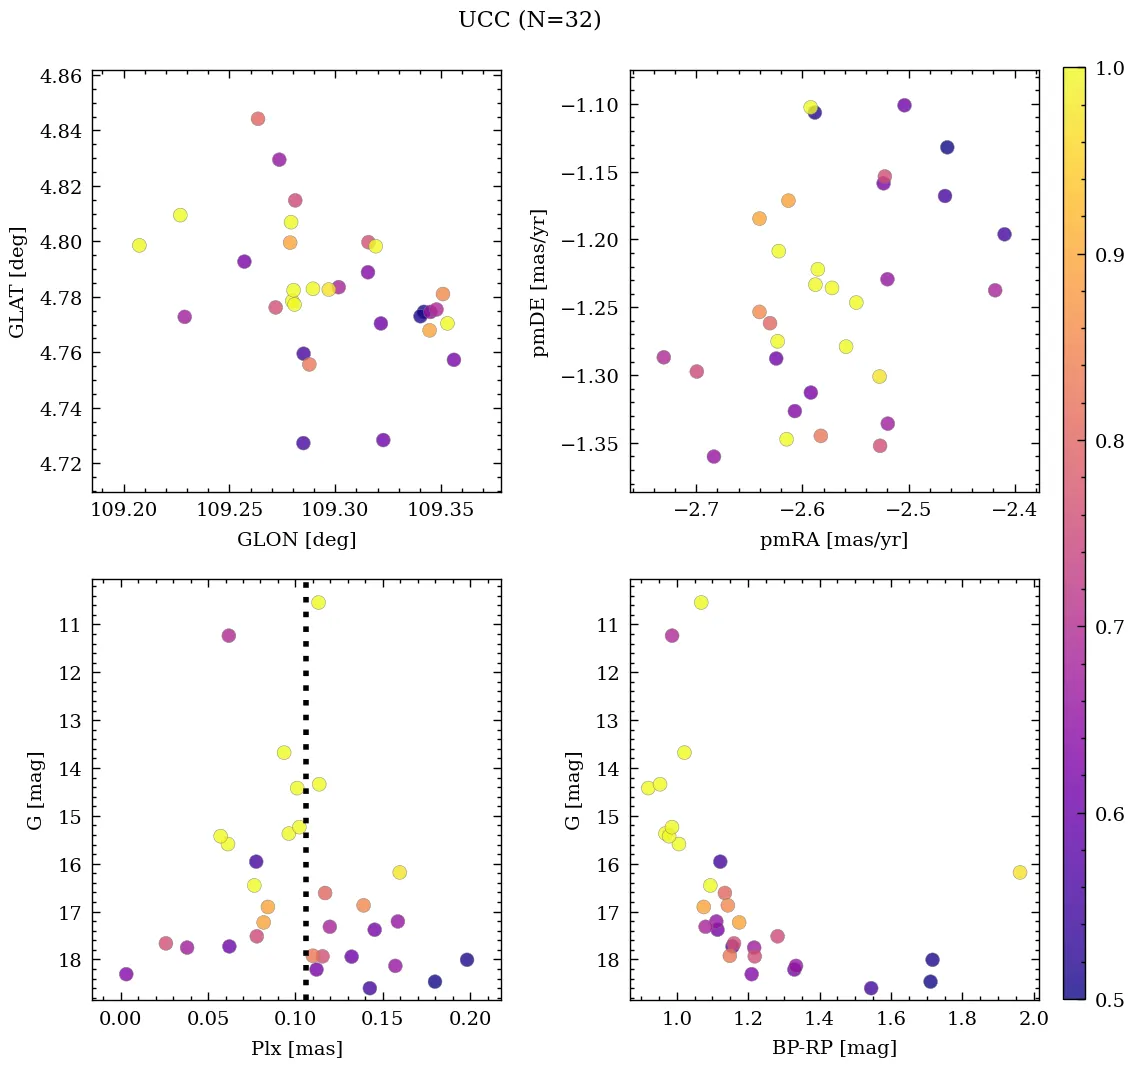 UCC (N=32)
4.86
4.84
4.82
4.80
4.78
4.76
4.74
4.72
GLAT [deg]
109.20 109.25 109.30 109.35
GLON [deg]
−1.10
−1.15
−1.20
−1.25
−1.30
−1.35
pmDE [mas/yr]
−2.7 −2.6 −2.5 −2.4
pmRA [mas/yr]
11
12
13
14
15
16
17
18
G [mag]
0.00 0.05 0.10 0.15 0.20
Plx [mas]
11
12
13
14
15
16
17
18
G [mag]
1.0 1.2 1.4 1.6 1.8 2.0
BP-RP [mag]
1.0
0.9
0.8
0.7
0.6
0.5